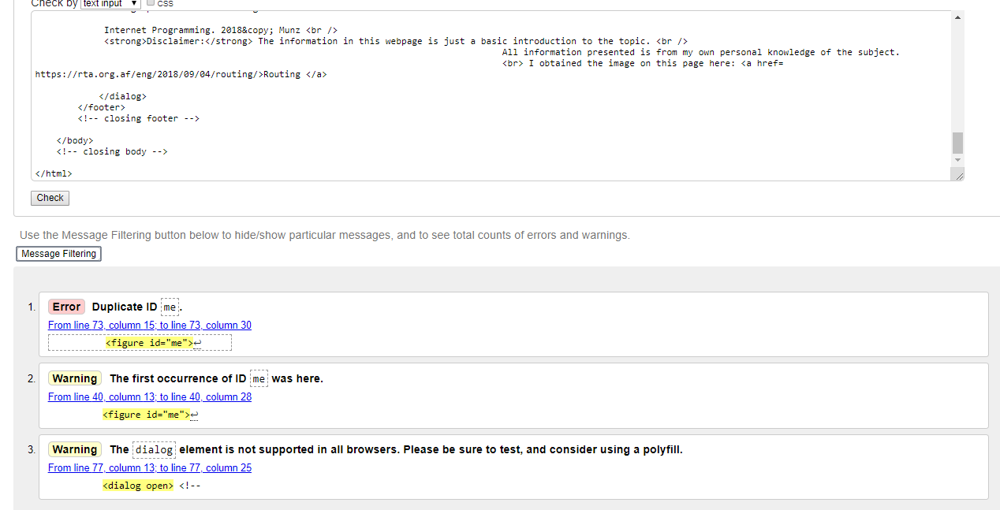 Check by text input ▼ css
Internet Programming. 2018&copy; Munz <br />
<strong>Disclaimer:</strong> The information in this webpage is just a basic introduction to the topic. <br />
All information presented is from my own personal knowledge of the subject.
<br> I obtained the image on this page here: <a href=
https://rta.org.af/eng/2018/09/04/routing/>Routing </a>
</dialog>
</footer>
<!-- closing footer -->
</body>
<!-- closing body -->
</html>
Check
Use the Message Filtering button below to hide/show particular messages, and to see total counts of errors and warnings.
Message Filtering
1. Error Duplicate ID me.
From line 73, column 15; to line 73, column 30
<figure id="me">↩
2. Warning The first occurrence of ID me was here.
From line 40, column 13; to line 40, column 28
<figure id="me">↩
3. Warning The dialog element is not supported in all browsers. Please be sure to test, and consider using a polyfill.
From line 77, column 13; to line 77, column 25
<dialog open> <!--